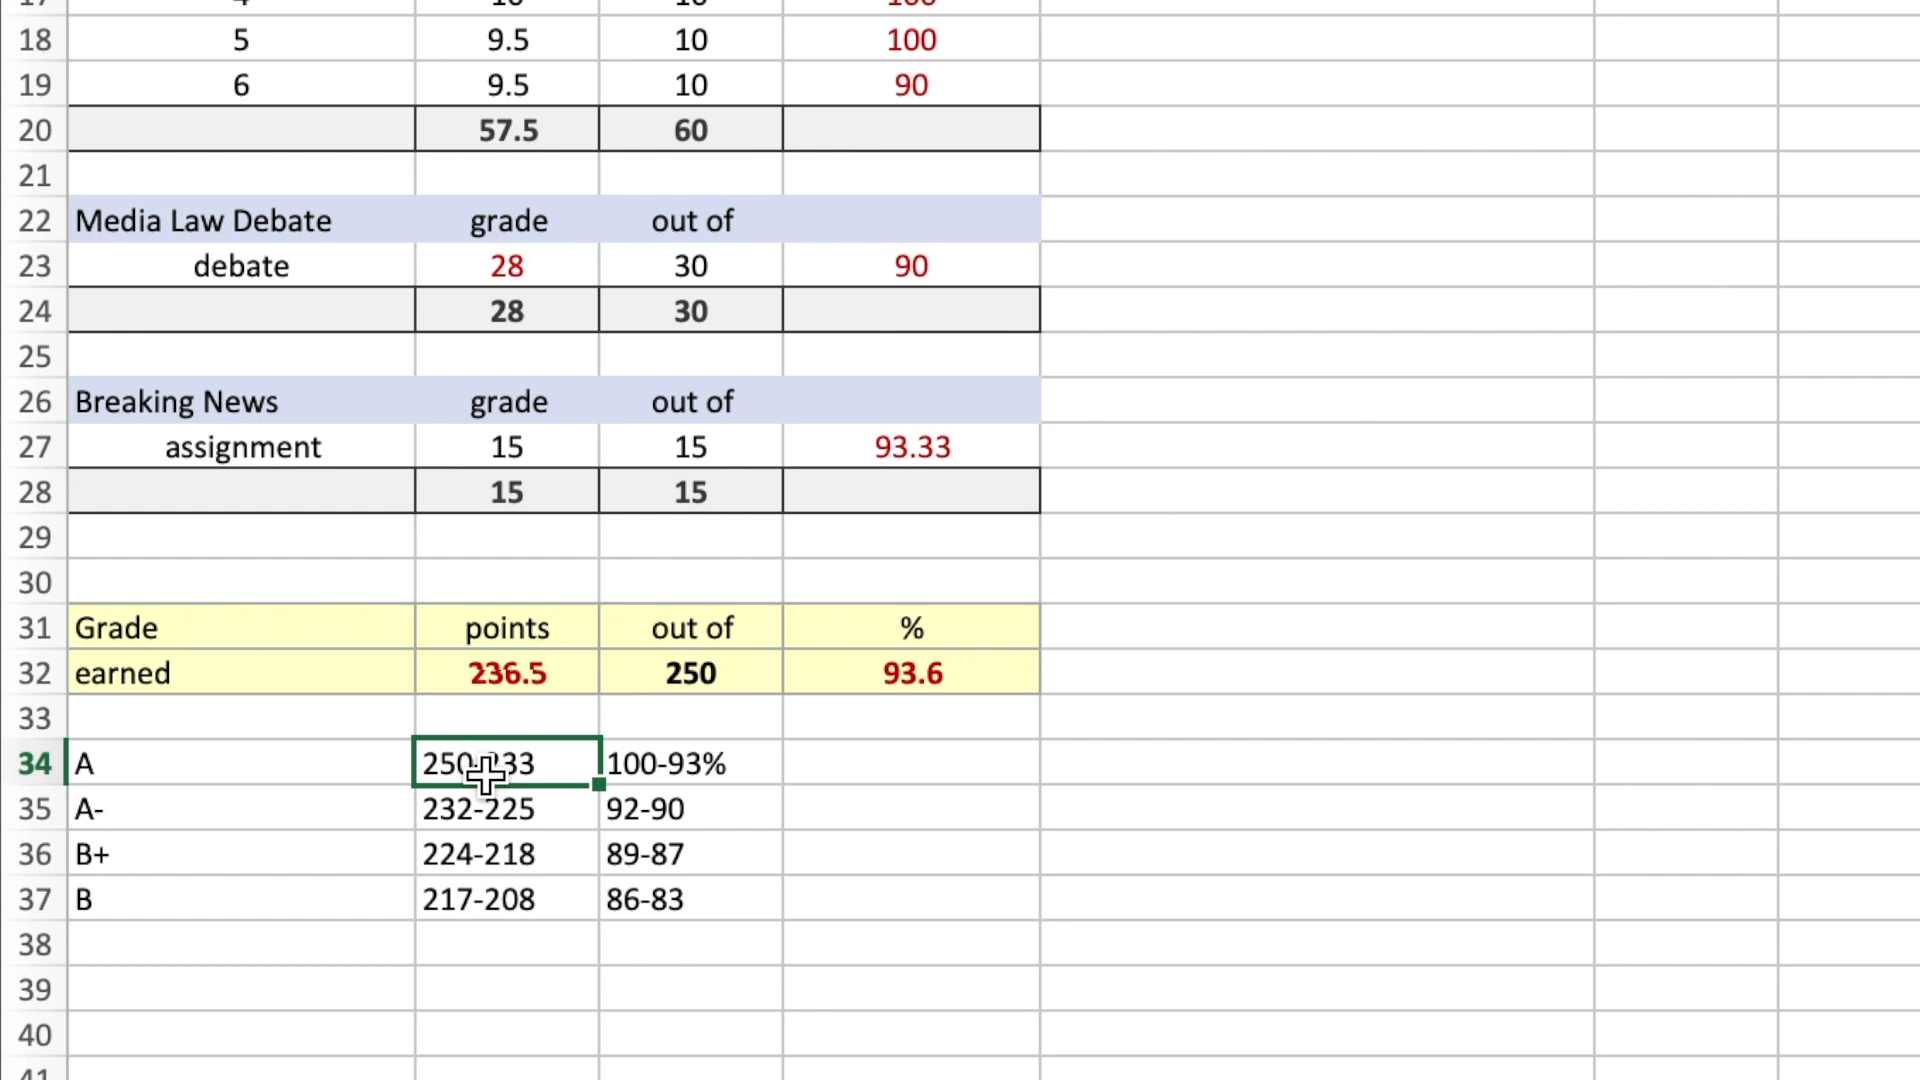 18 5 9.5 10 100
19 6 9.5 10 90
20 57.5 60
21
22 Media Law Debate grade out of
23 debate 28 30 90
24 28 30
25
26 Breaking News grade out of
27 assignment 15 15 93.33
28 15 15
29
30
31 Grade points out of %
32 earned 236.5 250 93.6
33
34 A 250-233 100-93%
35 A- 232-225 92-90
36 B+ 224-218 89-87
37 B 217-208 86-83
38
39
40